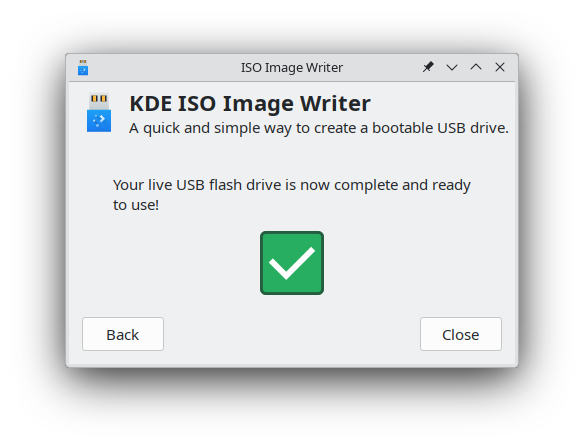 ISO Image Writer
KDE ISO Image Writer
A quick and simple way to create a bootable USB drive.
Your live USB flash drive is now complete and ready
to use!
Back
Close